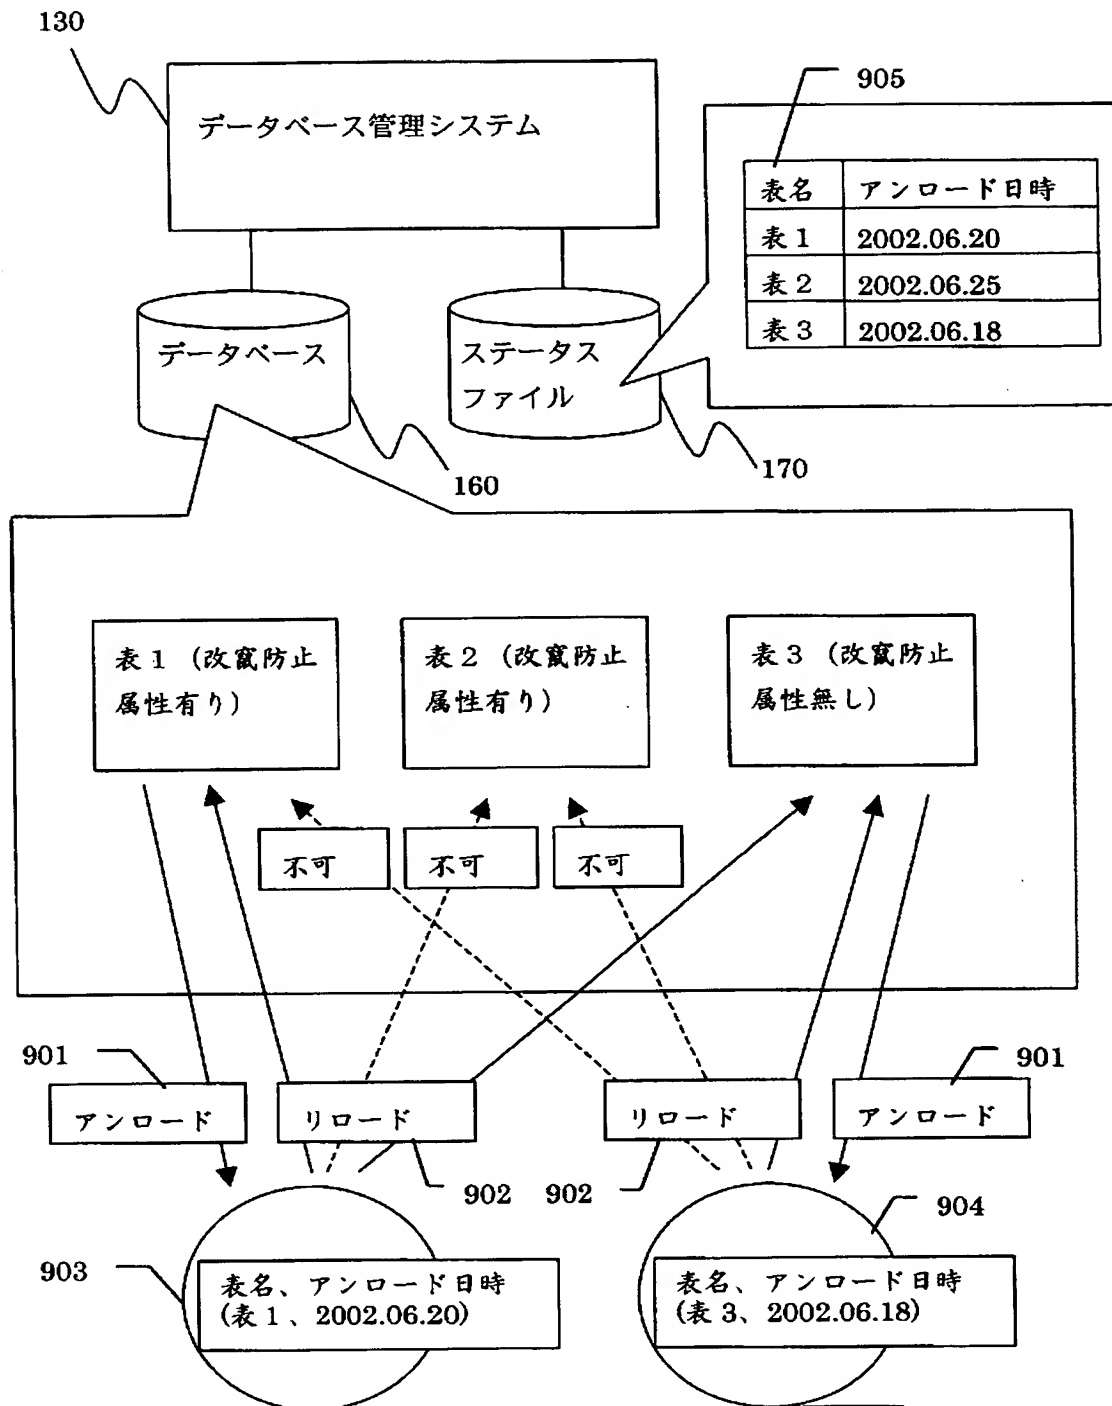 130
データベース管理システム
905
表名 アンロード日時
表1 2002.06.20
表2 2002.06.25
表3 2002.06.18
データベース
ステータス
ファイル
160
170
表1 (改竄防止
属性有り)
表2 (改竄防止
属性有り)
表3 (改竄防止
属性無し)
不可
不可
不可
901
901
アンロード
リロード
リロード
アンロード
902
902
904
903
表名、アンロード日時
(表1、2002.06.20)
表名、アンロード日時
(表3、2002.06.18)